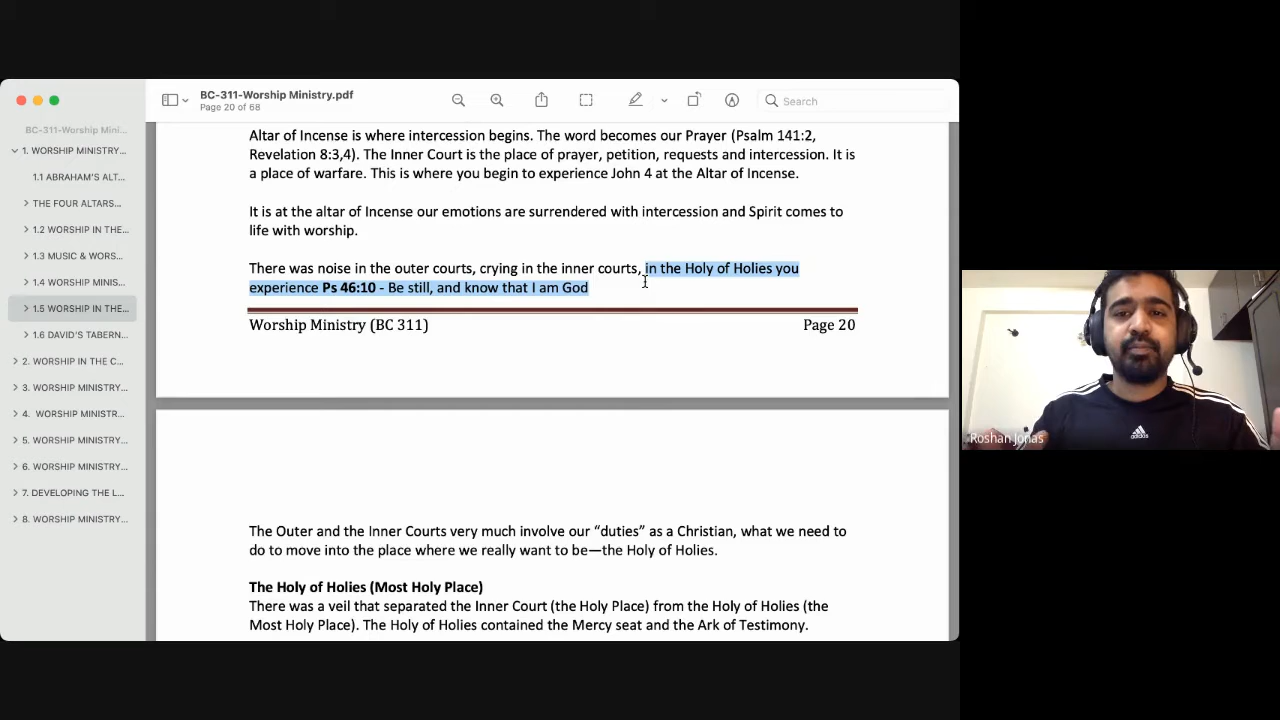 BC-311-Worship Ministry.pdf
Page 20 of 68
Search
BC-311-Worship Mini...
1. WORSHIP MINISTRY...
1.1 ABRAHAM'S ALT...
THE FOUR ALTARS...
1.2 WORSHIP IN THE...
1.3 MUSIC & WORS...
1.4 WORSHIP MINIS...
1.5 WORSHIP IN THE...
1.6 DAVID'S TABERN...
2. WORSHIP IN THE C...
3. WORSHIP MINISTRY...
4. WORSHIP MINISTR...
5. WORSHIP MINISTRY...
6. WORSHIP MINISTRY...
7. DEVELOPING THE L...
8. WORSHIP MINISTRY...
Altar of Incense is where intercession begins. The word becomes our Prayer (Psalm 141:2,
Revelation 8:3,4). The Inner Court is the place of prayer, petition, requests and intercession. It is
a place of warfare. This is where you begin to experience John 4 at the Altar of Incense.
It is at the altar of Incense our emotions are surrendered with intercession and Spirit comes to
life with worship.
There was noise in the outer courts, crying in the inner courts, in the Holy of Holies you
experience Ps 46:10 - Be still, and know that I am God
Worship Ministry (BC 311) Page 20
The Outer and the Inner Courts very much involve our “duties” as a Christian, what we need to
do to move into the place where we really want to be—the Holy of Holies.
The Holy of Holies (Most Holy Place)
There was a veil that separated the Inner Court (the Holy Place) from the Holy of Holies (the
Most Holy Place). The Holy of Holies contained the Mercy seat and the Ark of Testimony.
adidas
Roshan Jonas